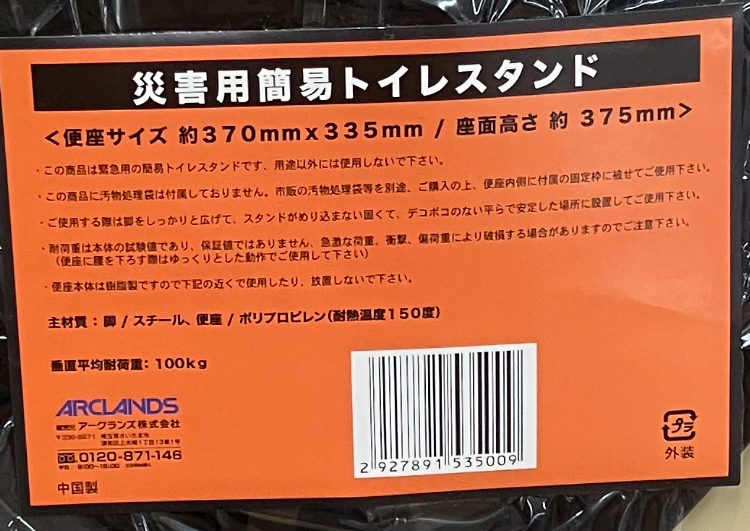 災害用簡易トイレスタンド
<便座サイズ 約370mmx335mm / 座面高さ 約 375mm>
・この商品は緊急用の簡易トイレスタンドです、用途以外には使用しないで下さい。
・この商品に汚物処理袋は付属しておりません。市販の汚物処理袋等を別途、ご購入の上、便座内側に付属の固定枠に被せてご使用下さい。
・ご使用する際は脚をしっかりと広げて、スタンドがめり込まない固くて、デコボコのない平らで安定した場所に設置してご使用下さい。
・耐荷重は本体の試験値であり、保証値ではありません、急激な荷重、衝撃、偏荷重により破損する場合がありますのでご注意下さい。
(便座に腰を下ろす際はゆっくりとした動作でご使用して下さい)
・便座本体は樹脂製ですので下記の近くで使用したり、放置しないで下さい。
主材質：脚 / スチール、便座 / ポリプロピレン(耐熱温度150度)
垂直平均耐荷重：100kg
ARCLANDS
販売元 アークランズ株式会社
0120-871-146
中国製
2 927891 535009
プラ
外装